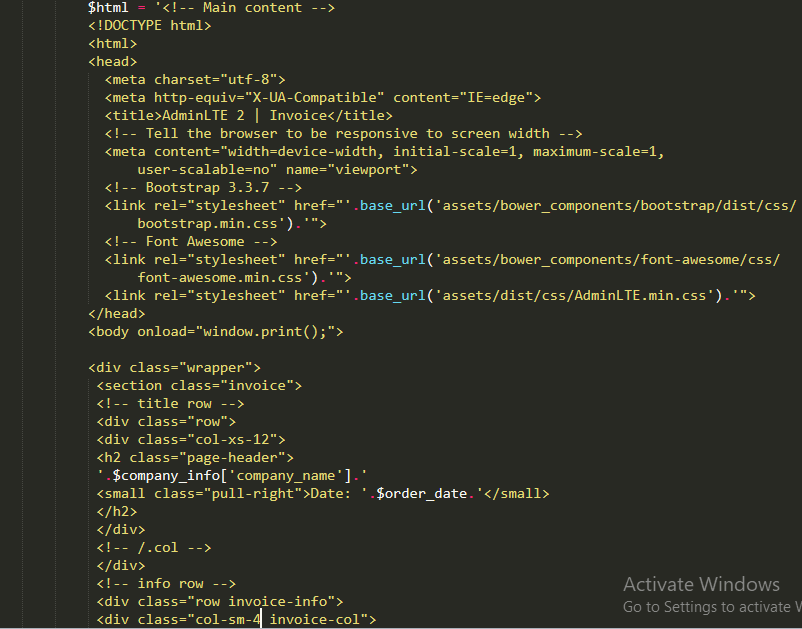 $html = '<!-- Main content -->
<!DOCTYPE html>
<html>
<head>
<meta charset="utf-8">
<meta http-equiv="X-UA-Compatible" content="IE=edge">
<title>AdminLTE 2 | Invoice</title>
<!-- Tell the browser to be responsive to screen width -->
<meta content="width=device-width, initial-scale=1, maximum-scale=1,
user-scalable=no" name="viewport">
<!-- Bootstrap 3.3.7 -->
<link rel="stylesheet" href="'.base_url('assets/bower_components/bootstrap/dist/css/
bootstrap.min.css').'">
<!-- Font Awesome -->
<link rel="stylesheet" href="'.base_url('assets/bower_components/font-awesome/css/
font-awesome.min.css').'">
<link rel="stylesheet" href="'.base_url('assets/dist/css/AdminLTE.min.css').'">
</head>
<body onload="window.print();">
<div class="wrapper">
<section class="invoice">
<!-- title row -->
<div class="row">
<div class="col-xs-12">
<h2 class="page-header">
'.$company_info['company_name'].'
<small class="pull-right">Date: '.$order_date.'</small>
</h2>
</div>
<!-- /.col -->
</div>
<!-- info row -->
<div class="row invoice-info">
<div class="col-sm-4 invoice-col">
Activate Windows
Go to Settings to activate W